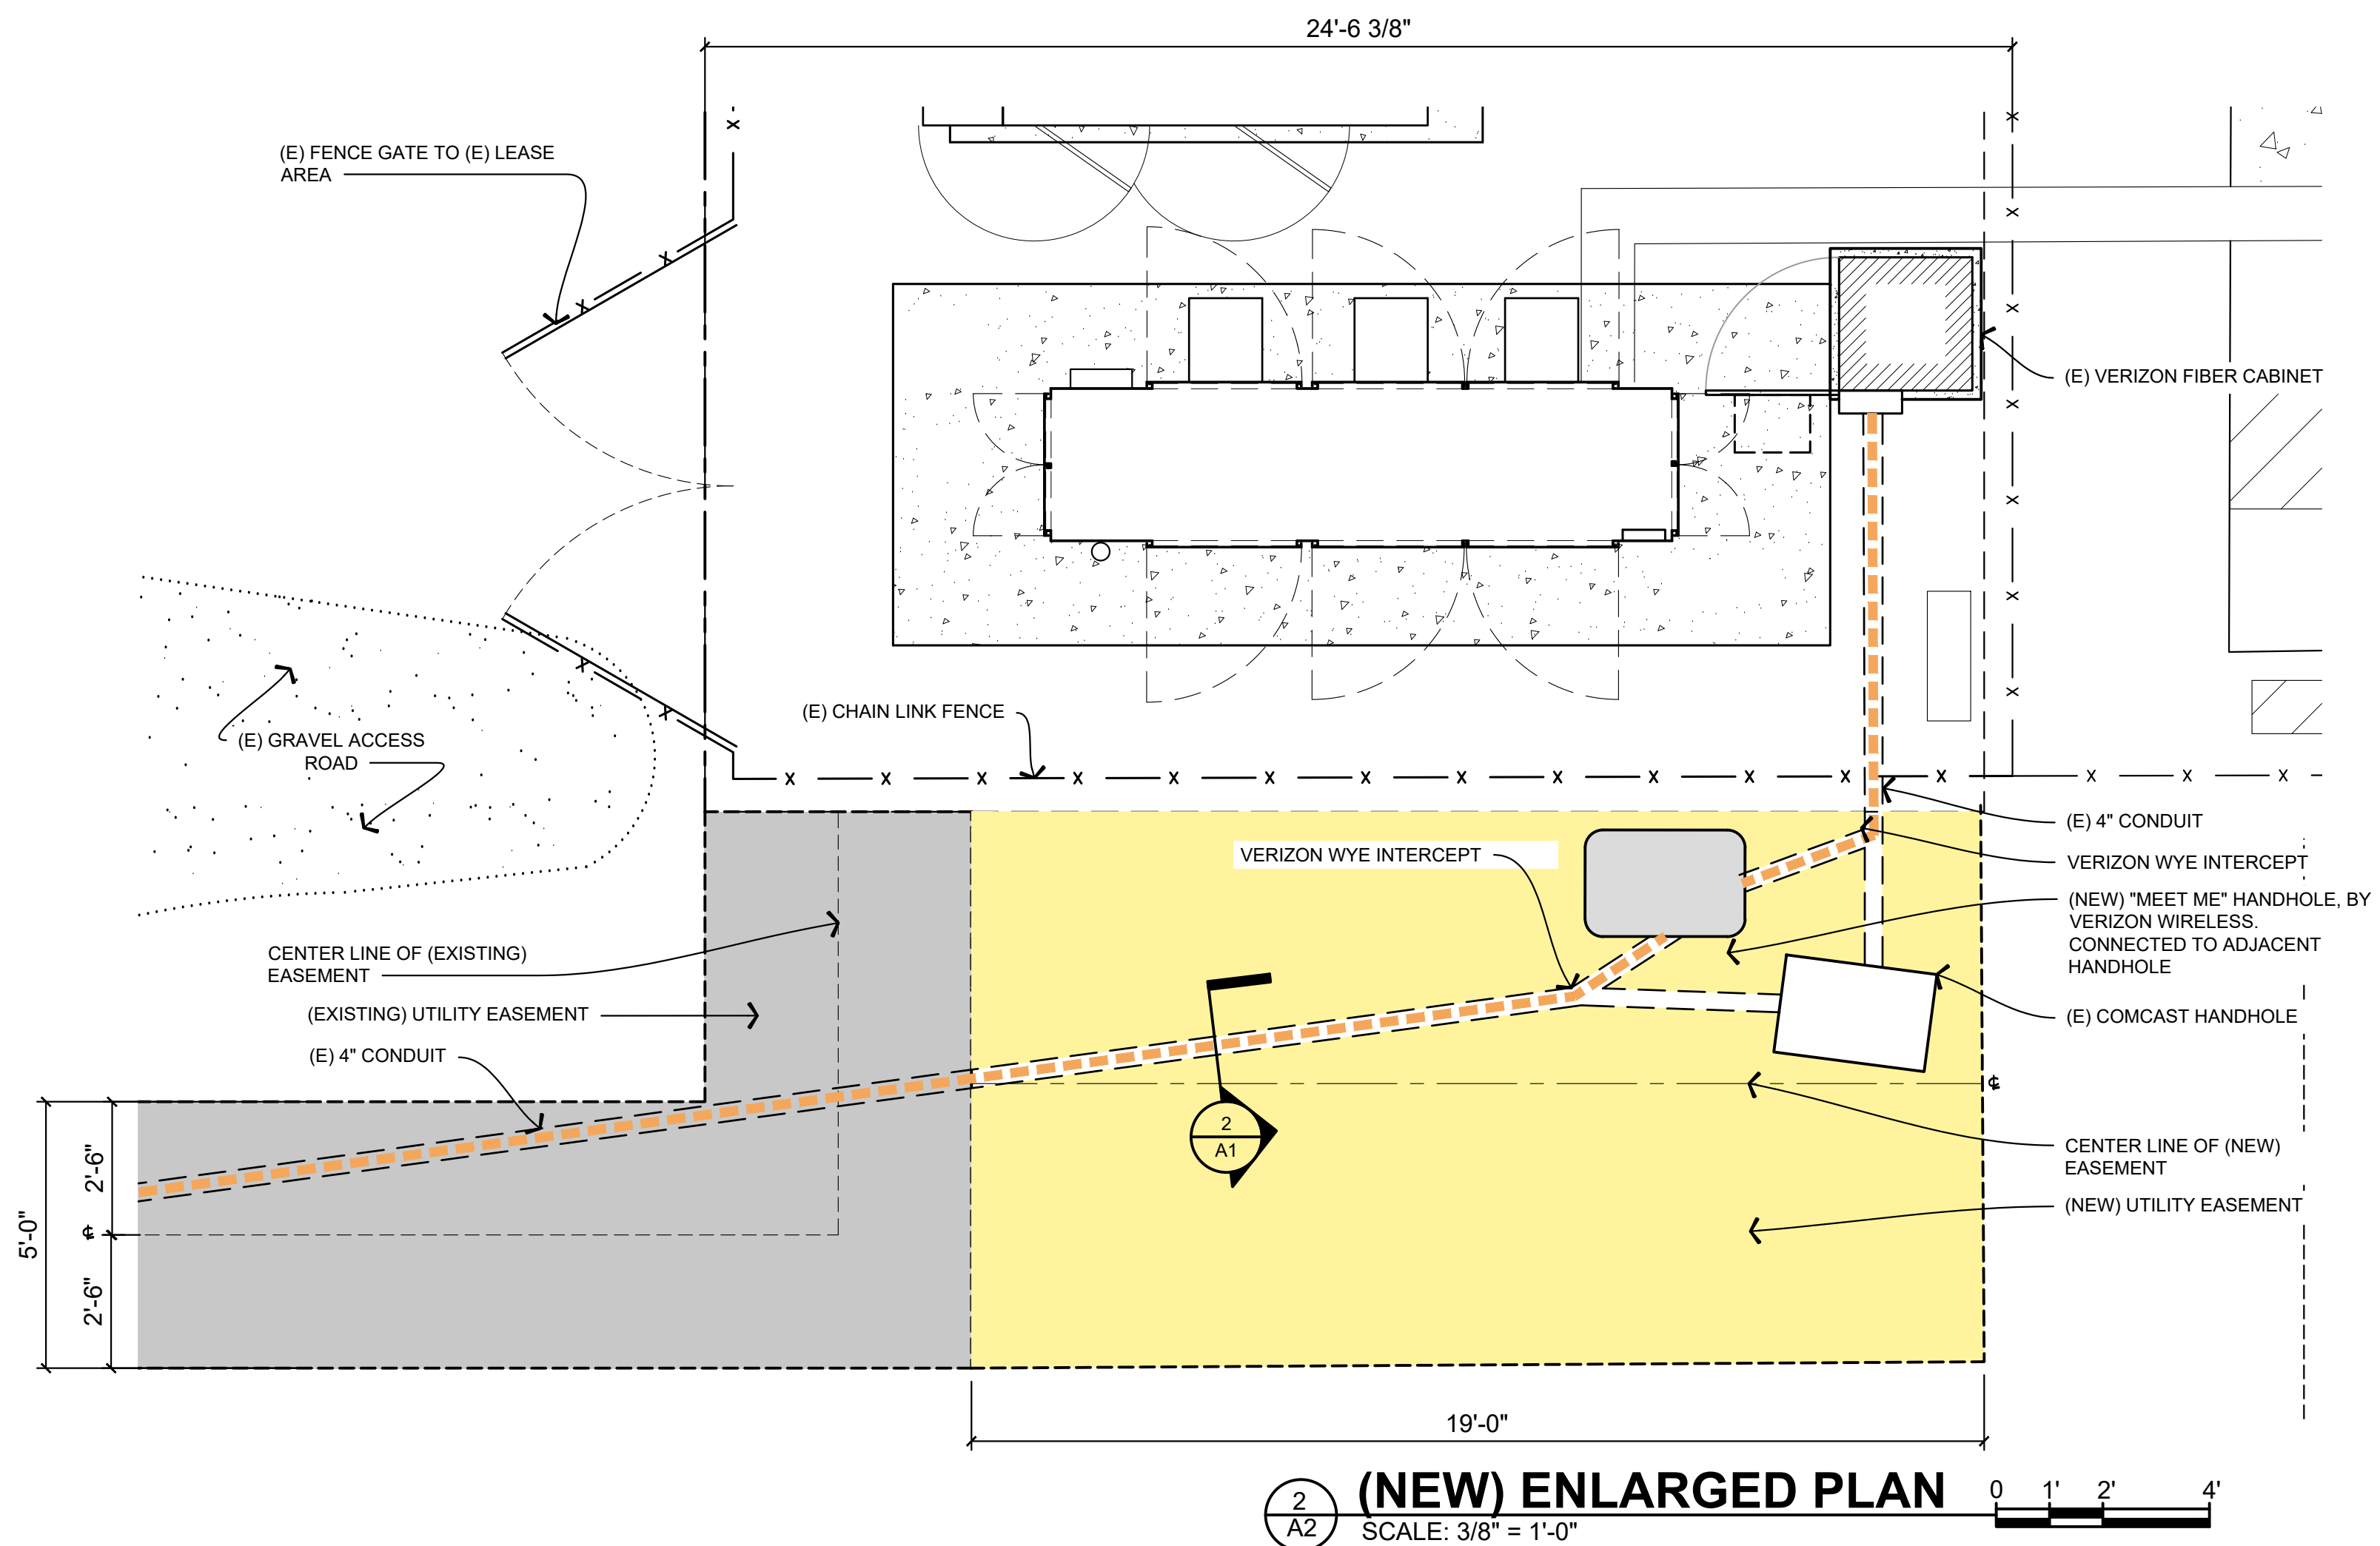 24'-6 3/8"
(E) FENCE GATE TO (E) LEASE
AREA
(E) VERIZON FIBER CABINET
(E) CHAIN LINK FENCE
(E) GRAVEL ACCESS
ROAD
(E) 4" CONDUIT
VERIZON WYE INTERCEPT
VERIZON WYE INTERCEPT
(NEW) "MEET ME" HANDHOLE, BY
VERIZON WIRELESS.
CONNECTED TO ADJACENT
HANDHOLE
CENTER LINE OF (EXISTING)
EASEMENT
(EXISTING) UTILITY EASEMENT
(E) COMCAST HANDHOLE
(E) 4" CONDUIT
℄
2
A1
CENTER LINE OF (NEW)
EASEMENT
(NEW) UTILITY EASEMENT
5'-0"
2'-6"
℄
2'-6"
19'-0"
2
A2
(NEW) ENLARGED PLAN
SCALE: 3/8" = 1'-0"
0 1' 2' 4'
x x x x x x x x x x x x x x x x x x x x x x x x x x x